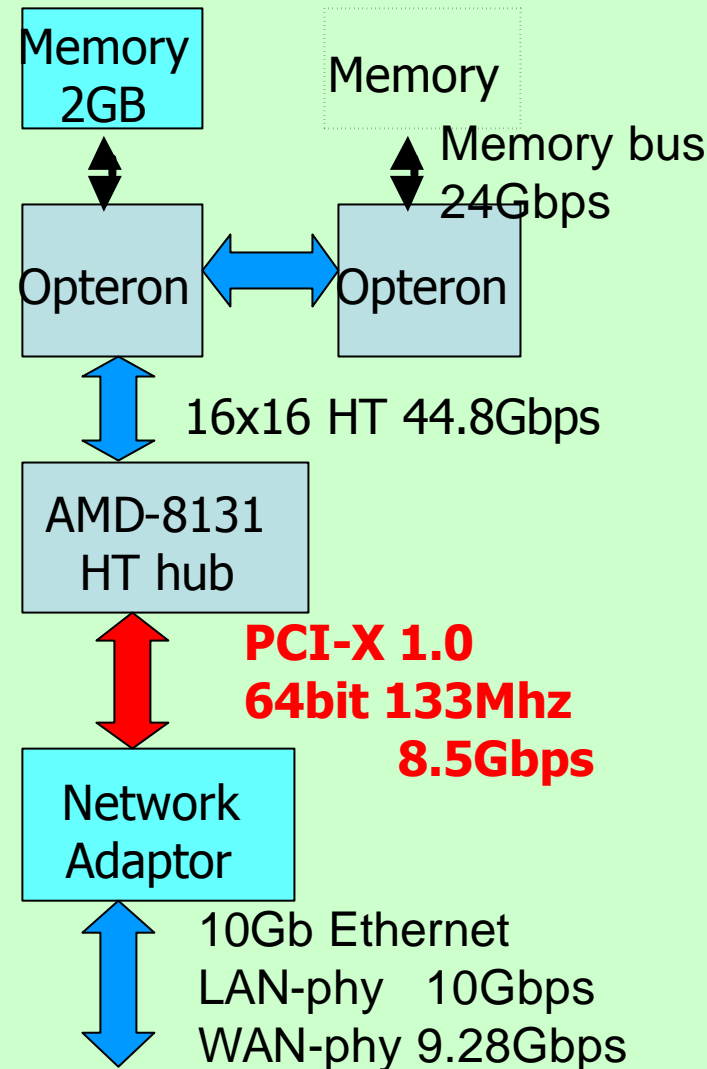 Memory
2GB
Memory
Memory bus
24Gbps
Opteron
Opteron
16x16 HT 44.8Gbps
AMD-8131
HT hub
PCI-X 1.0
64bit 133Mhz
8.5Gbps
Network
Adaptor
10Gb Ethernet
LAN-phy 10Gbps
WAN-phy 9.28Gbps